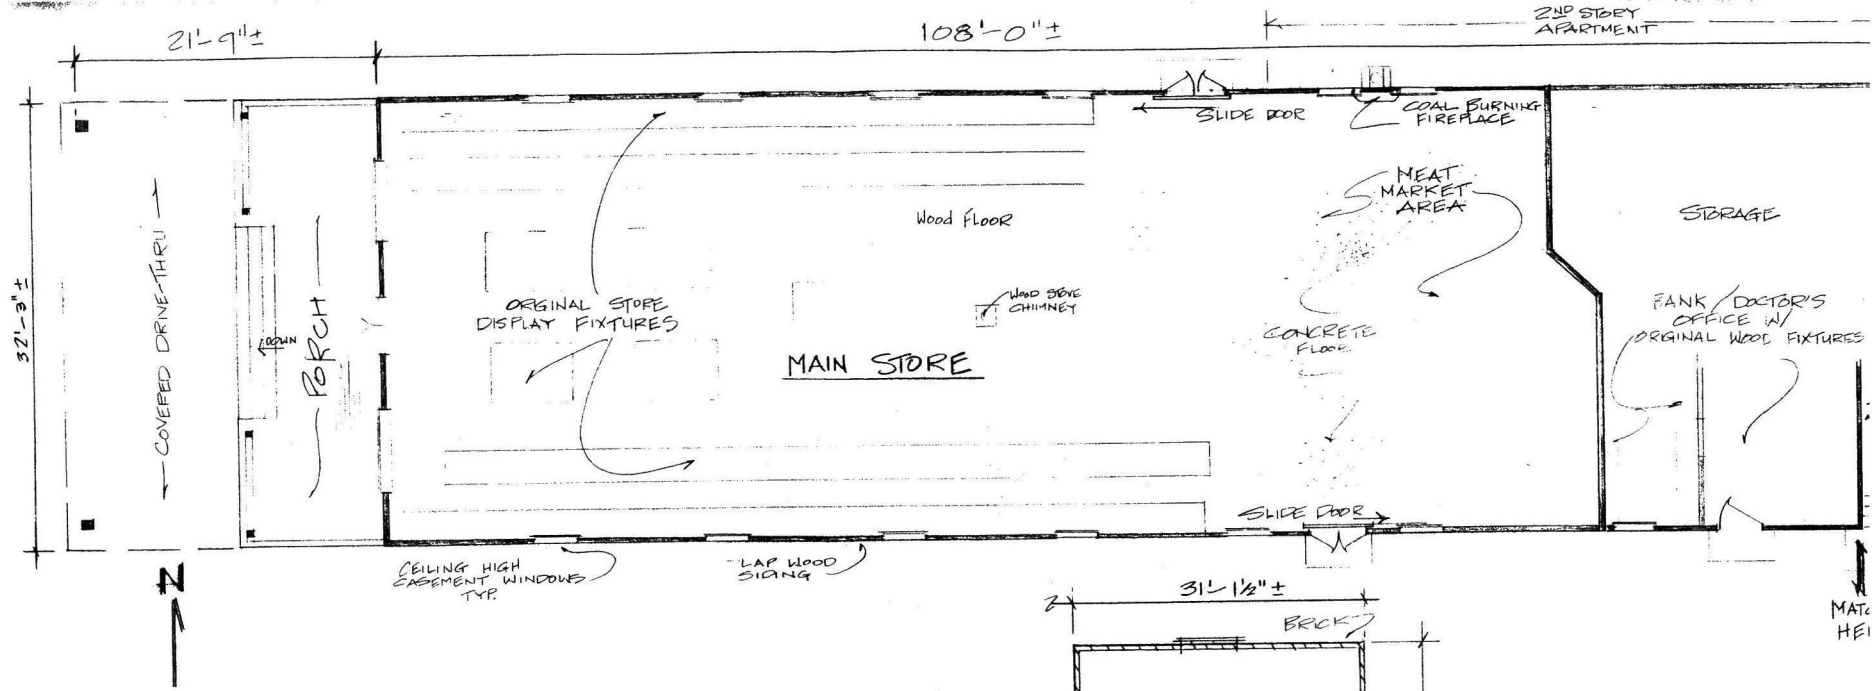 21'-9"±
108'-0"±
2ND STORY
APARTMENT
SLIDE DOOR
COAL BURNING
FIREPLACE
MEAT
MARKET
AREA
Wood Floor
STORAGE
32'-3"±
COVERED DRIVE-THRU
DOWN
PORCH
ORIGINAL STORE
DISPLAY FIXTURES
WOOD STOVE
CHIMNEY
CONCRETE
FLOOR
BANK / DOCTOR'S
OFFICE W/
ORIGINAL WOOD FIXTURES
MAIN STORE
SLIDE DOOR
CEILING HIGH
CASEMENT WINDOWS
TYP.
LAP WOOD
SIDING
N
31'-1½"±
BRICK
MATC
HE